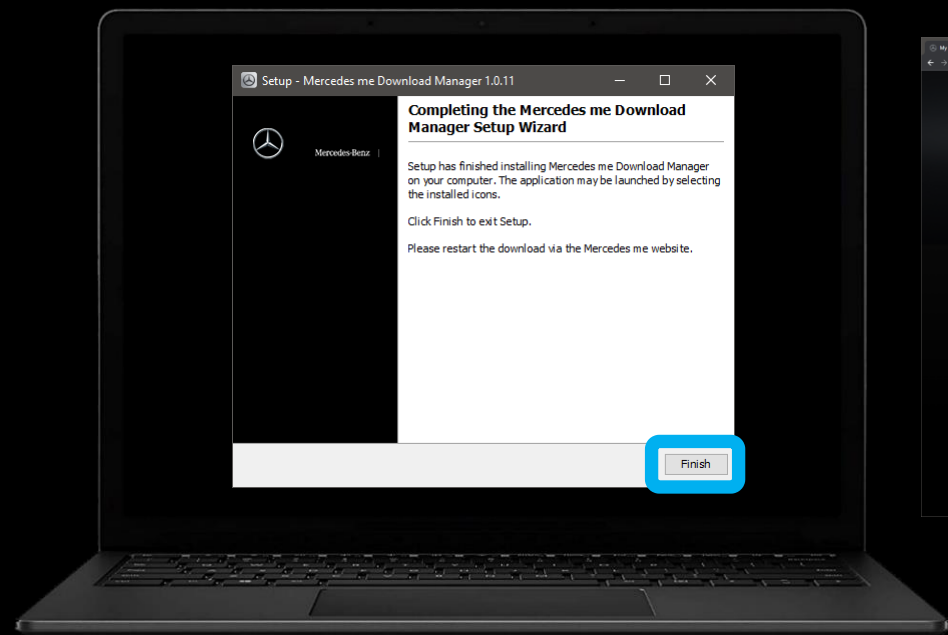 Setup - Mercedes me Download Manager 1.0.11
Mercedes-Benz |
Completing the Mercedes me Download
Manager Setup Wizard
Setup has finished installing Mercedes me Download Manager
on your computer. The application may be launched by selecting
the installed icons.
Click Finish to exit Setup.
Please restart the download via the Mercedes me website.
Finish
My